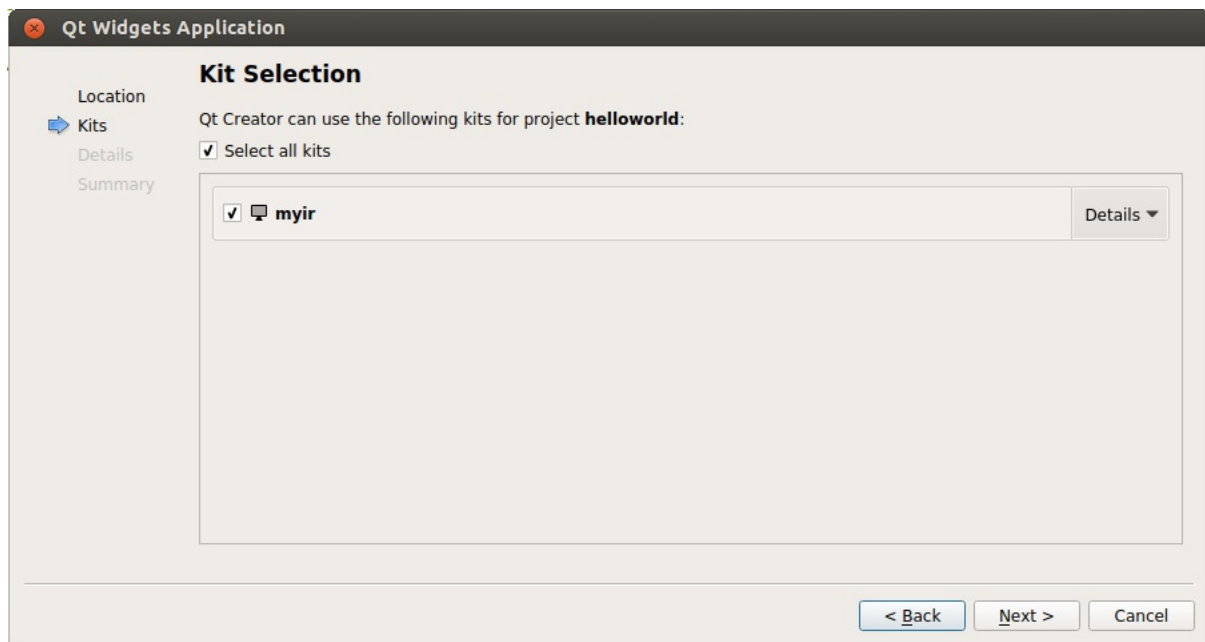 Qt Widgets Application
Location
Kits
Details
Summary
Kit Selection
Qt Creator can use the following kits for project helloworld:
Select all kits
myir
Details
< Back
Next >
Cancel